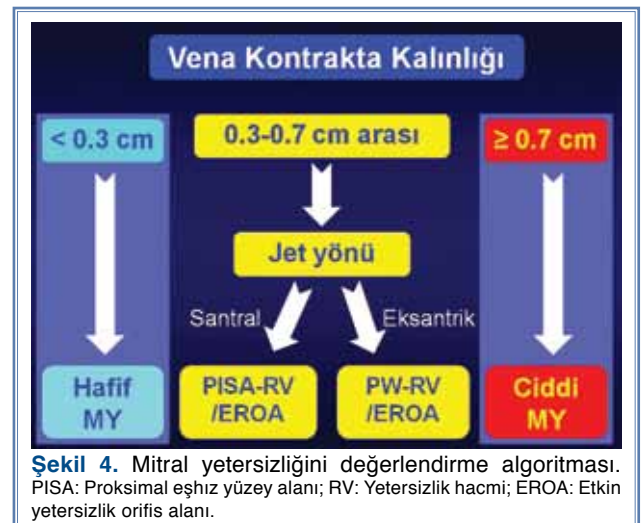 Vena Kontrakta Kalınlığı
< 0.3 cm
0.3-0.7 cm arası
≥ 0.7 cm
Jet yönü
Santral
Eksantrik
Hafif
MY
PISA-RV
/EROA
PW-RV
/EROA
Ciddi
MY
Şekil 4. Mitral yetersizliğini değerlendirme algoritması.
PISA: Proksimal eşhız yüzey alanı; RV: Yetersizlik hacmi; EROA: Etkin
yetersizlik orifis alanı.